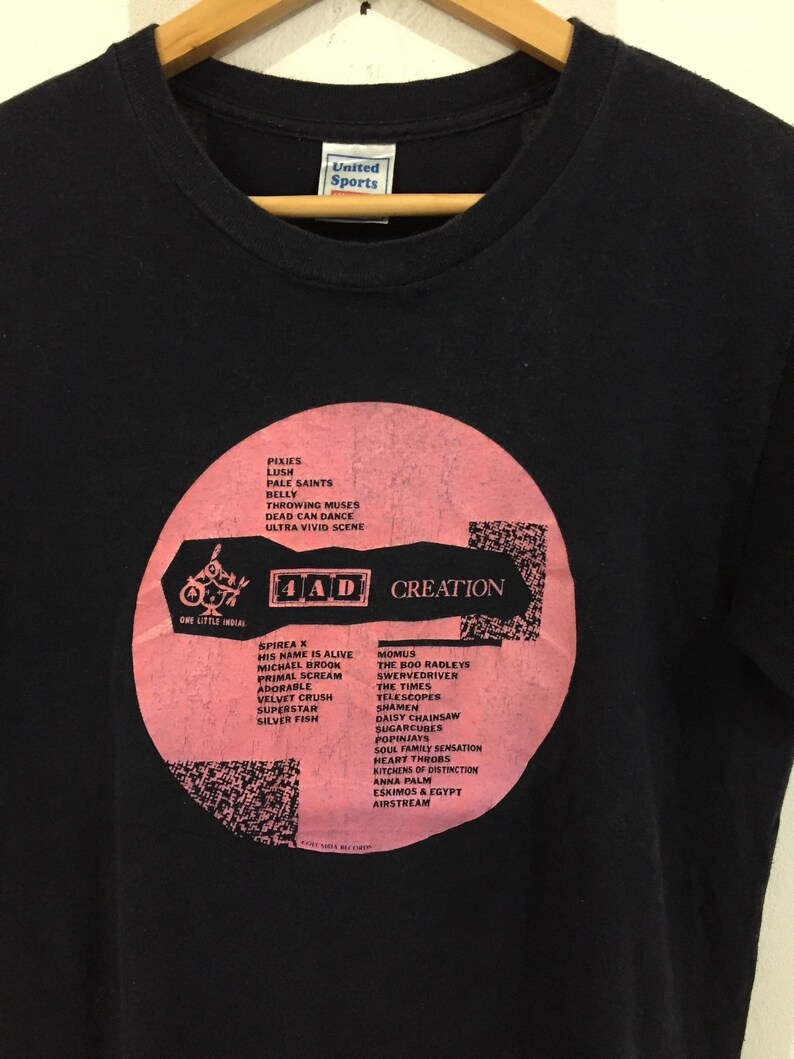 United
Sports
PIXIES
LUSH
PALE SAINTS
BELLY
THROWING MUSES
DEAD CAN DANCE
ULTRA VIVID SCENE
ONE LITTLE INDIAN
4AD
CREATION
SPIREA X
HIS NAME IS ALIVE
MICHAEL BROOK
PRIMAL SCREAM
ADORABLE
VELVET CRUSH
SUPERSTAR
SILVER FISH
MOMUS
THE BOO RADLEYS
SWERVEDRIVER
THE TIMES
TELESCOPES
SHAMEN
DAISY CHAINSAW
SUGARCUBES
POPINJAYS
SOUL FAMILY SENSATION
HEART THROBS
KITCHENS OF DISTINCTION
ANNA PALM
ESKIMOS & EGYPT
AIRSTREAM
COLUMBIA RECORDS